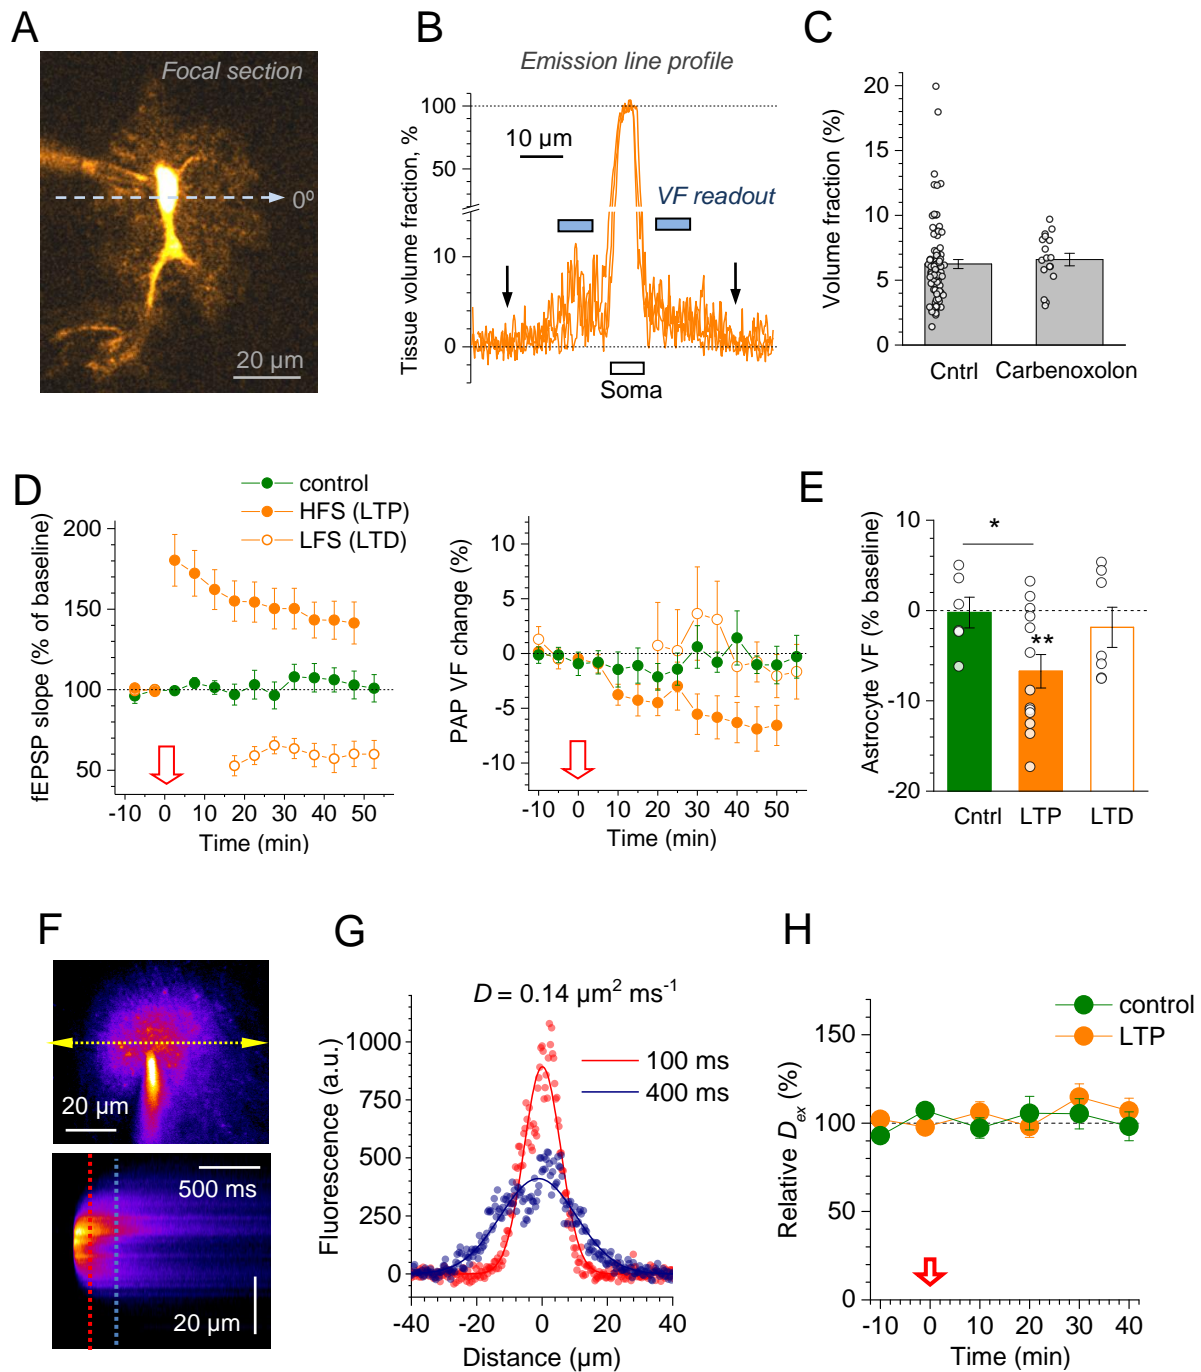 A
Focal section
0º
20 µm
B
Emission line profile
Tissue volume fraction, %
100
50
10
0
10 µm
VF readout
Soma
C
Volume fraction (%)
20
15
10
5
0
Cntrl
Carbenoxolon
D
control
HFS (LTP)
LFS (LTD)
fEPSP slope (% of baseline)
200
150
100
50
-10 0 10 20 30 40 50
Time (min)
PAP VF change (%)
10
5
0
-5
-10
-10 0 10 20 30 40 50
Time (min)
E
Astrocyte VF (% baseline)
10
0
-10
-20
*
**
Cntrl LTP LTD
F
20 µm
500 ms
20 µm
G
D = 0.14 µm² ms⁻¹
100 ms
400 ms
Fluorescence (a.u.)
1000
750
500
250
0
-40 -20 0 20 40
Distance (µm)
H
control
LTP
Relative Dex (%)
150
100
50
0
-10 0 10 20 30 40
Time (min)